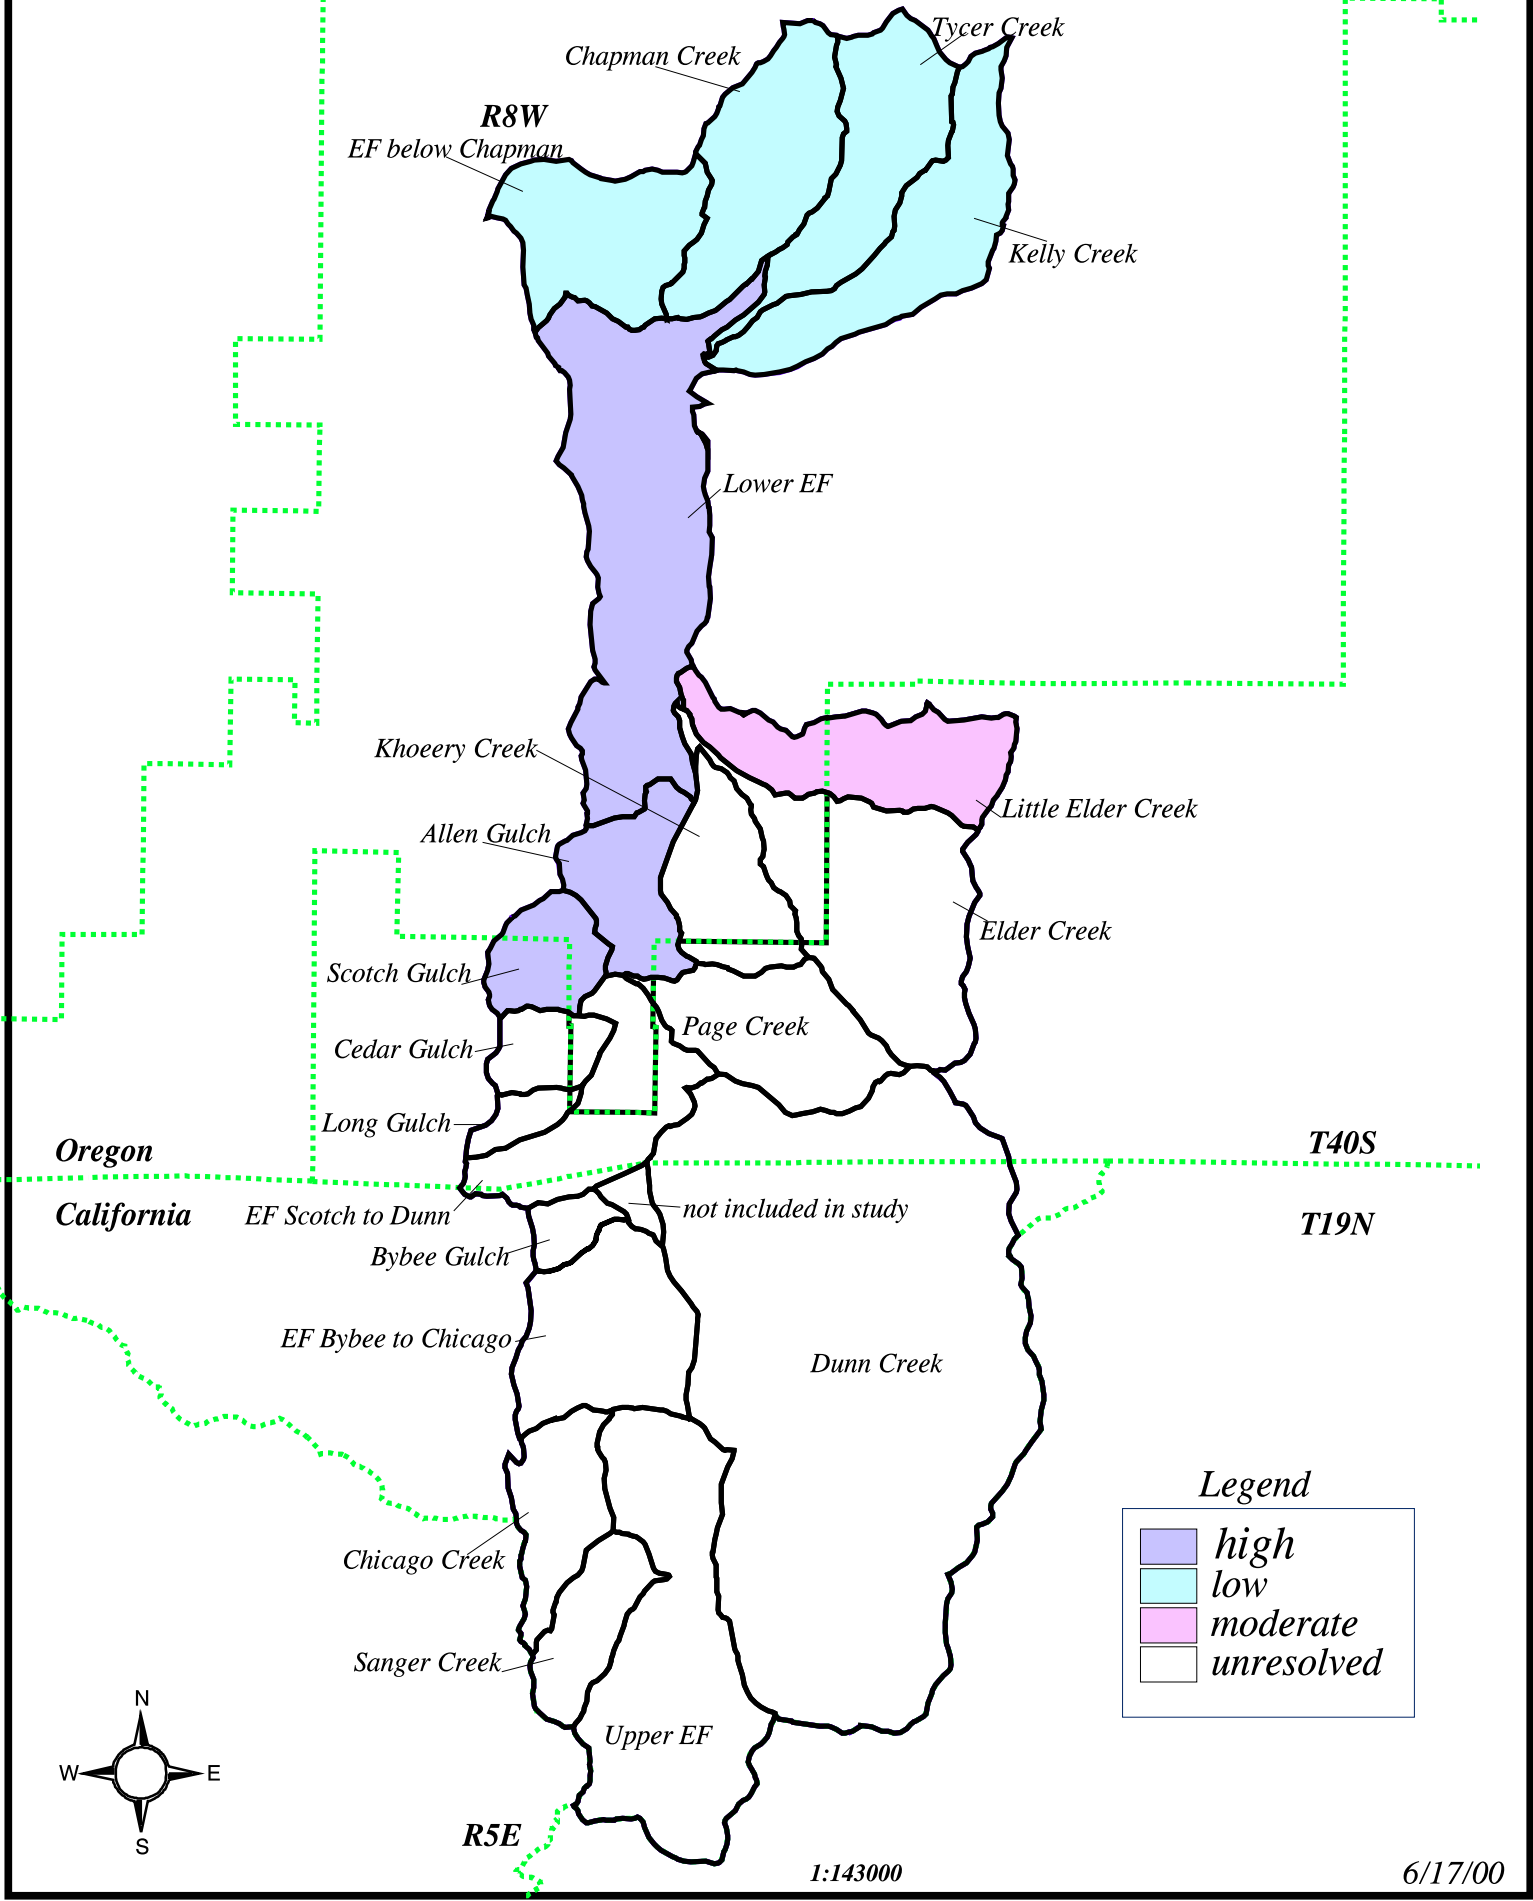 Tycer Creek
Chapman Creek
R8W
EF below Chapman
Kelly Creek
Lower EF
Khoeery Creek
Little Elder Creek
Allen Gulch
Elder Creek
Scotch Gulch
Page Creek
Cedar Gulch
Long Gulch
Oregon
T40S
California
EF Scotch to Dunn
not included in study
T19N
Bybee Gulch
EF Bybee to Chicago
Dunn Creek
Legend
high
low
moderate
unresolved
Chicago Creek
Sanger Creek
Upper EF
N
W
E
S
R5E
1:143000
6/17/00